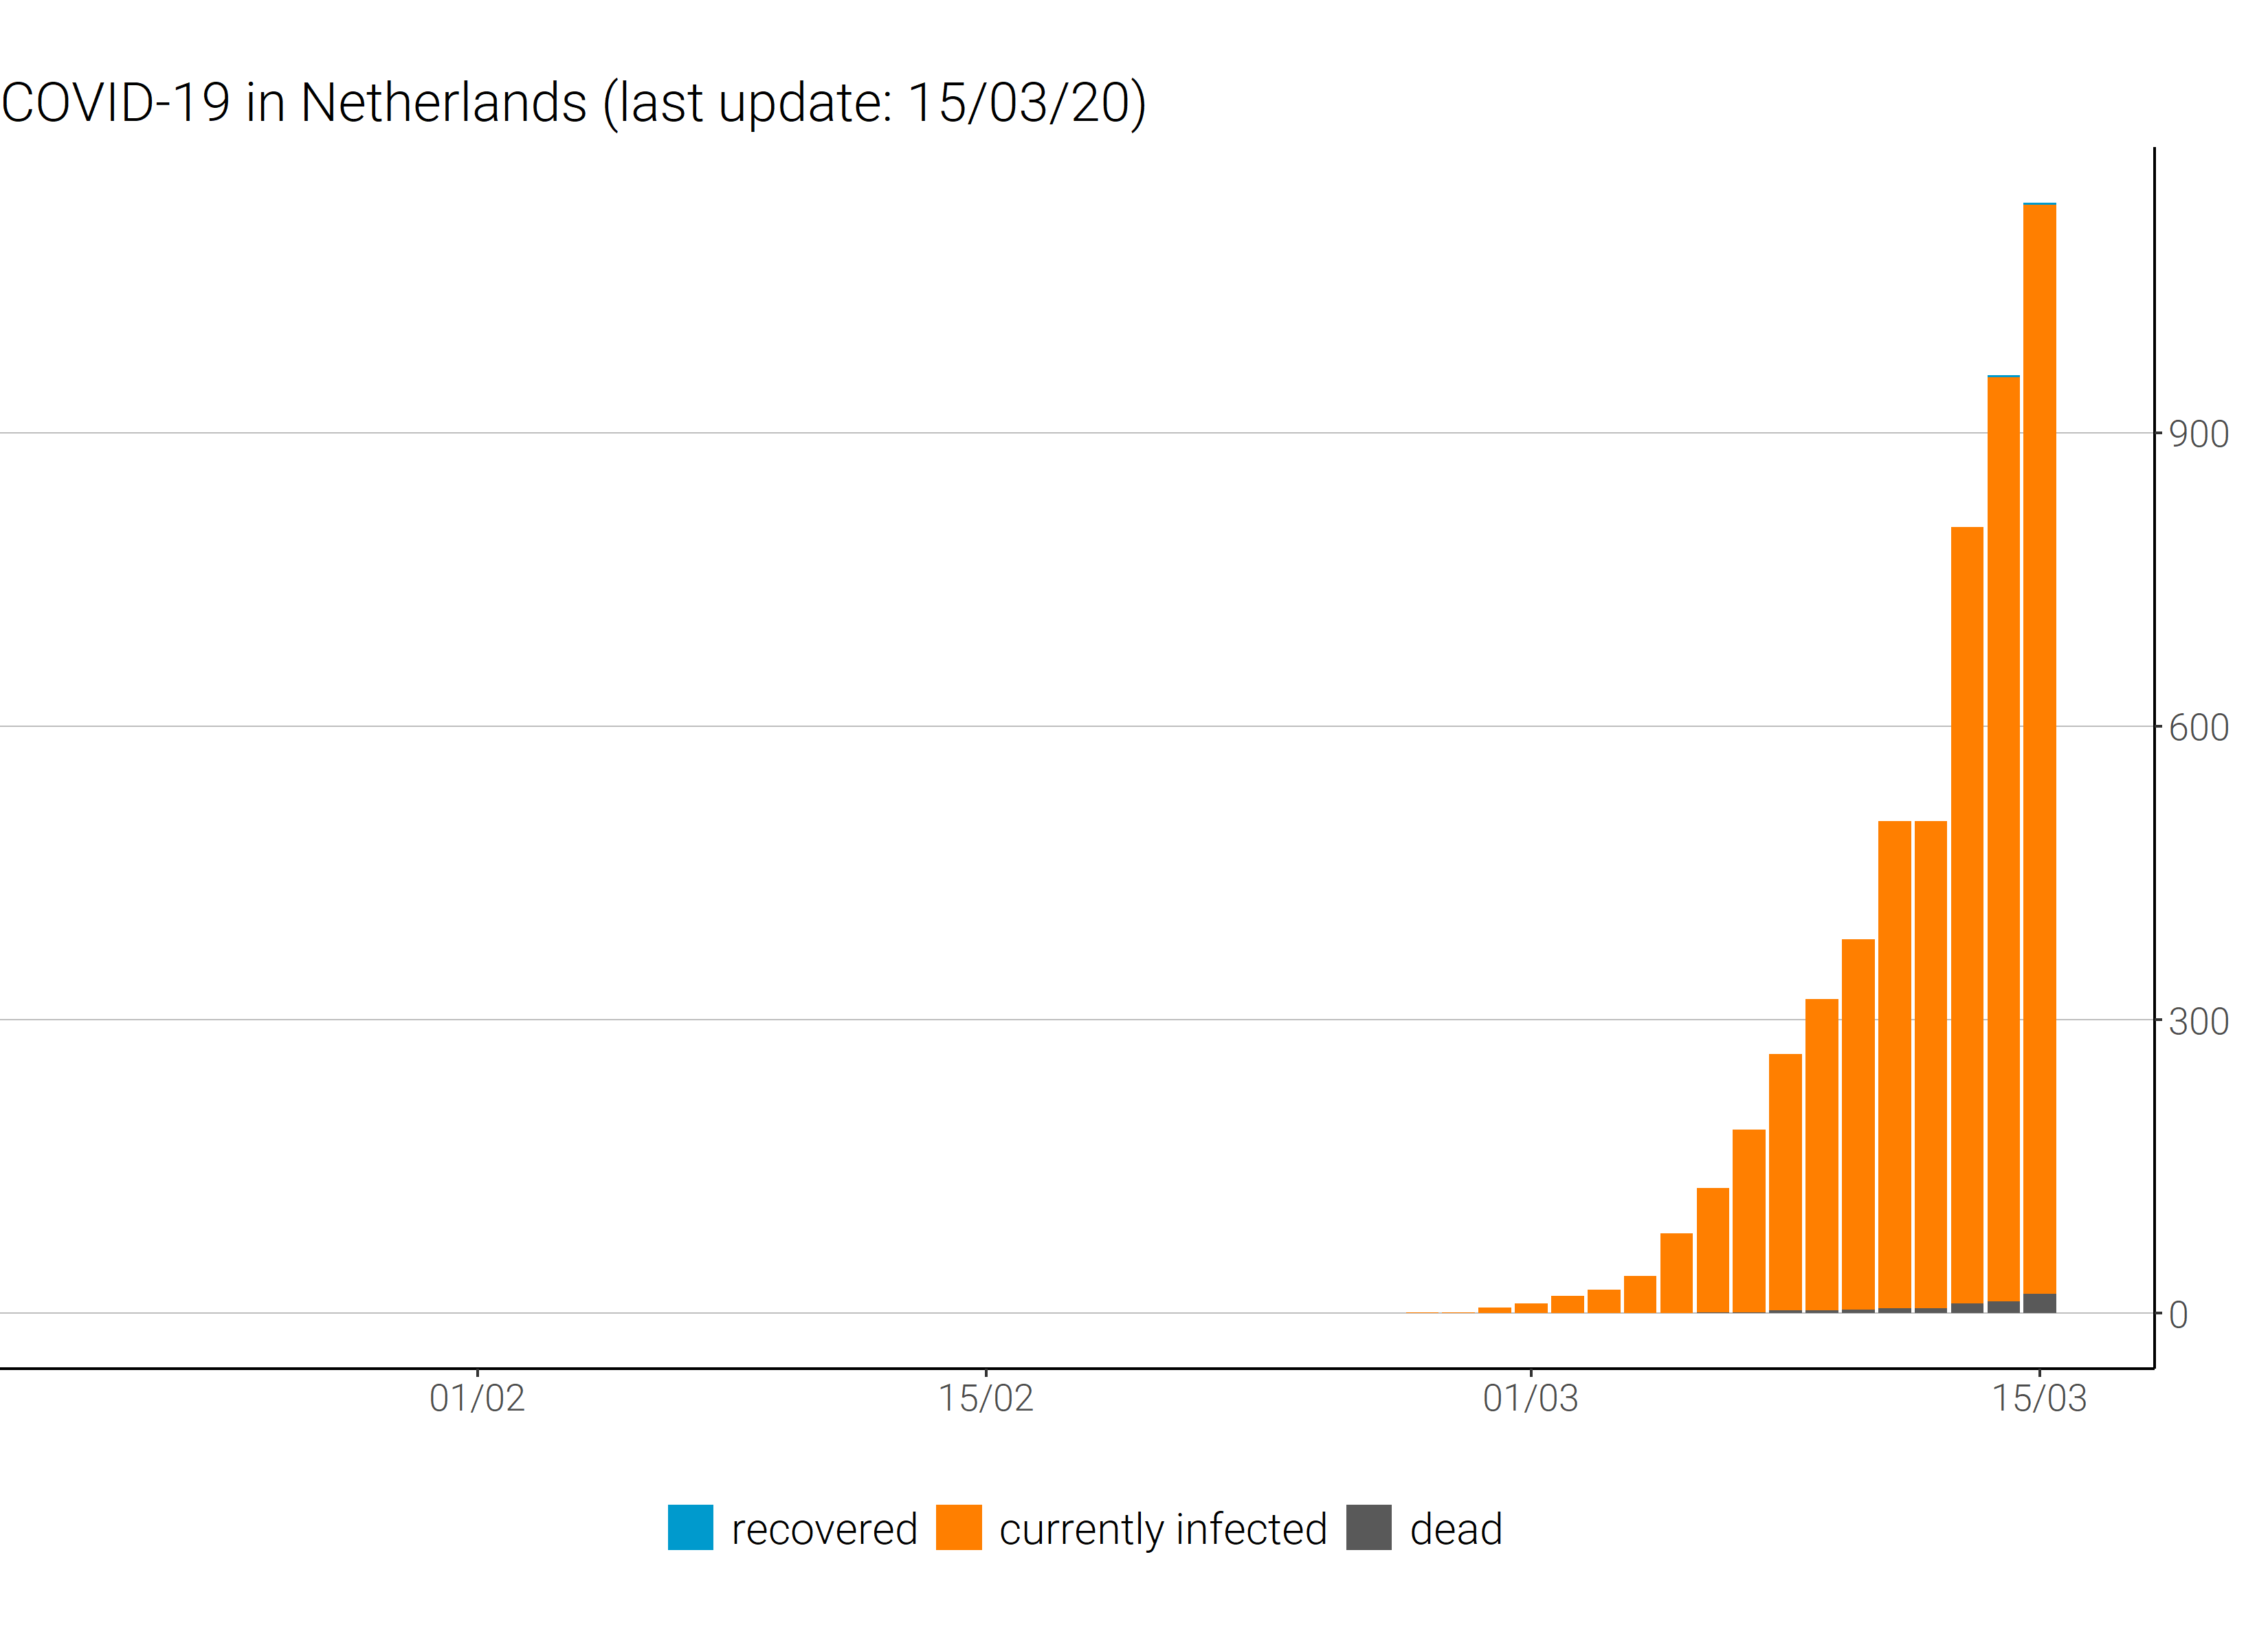 COVID-19 in Netherlands (last update: 15/03/20)
900
600
300
0
01/02 15/02 01/03 15/03
recovered currently infected dead